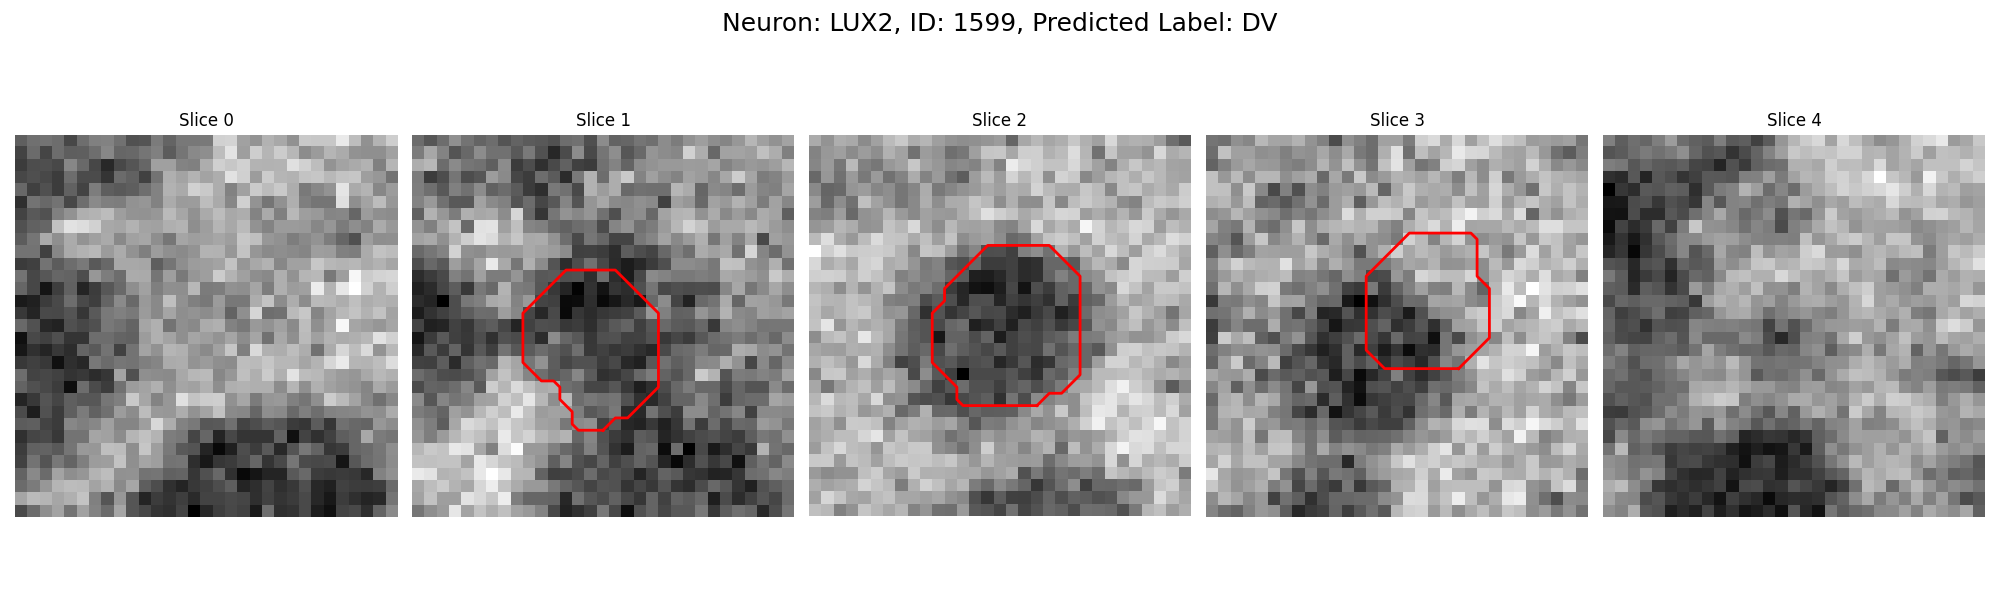 Neuron: LUX2, ID: 1599, Predicted Label: DV
Slice 0
Slice 1
Slice 2
Slice 3
Slice 4